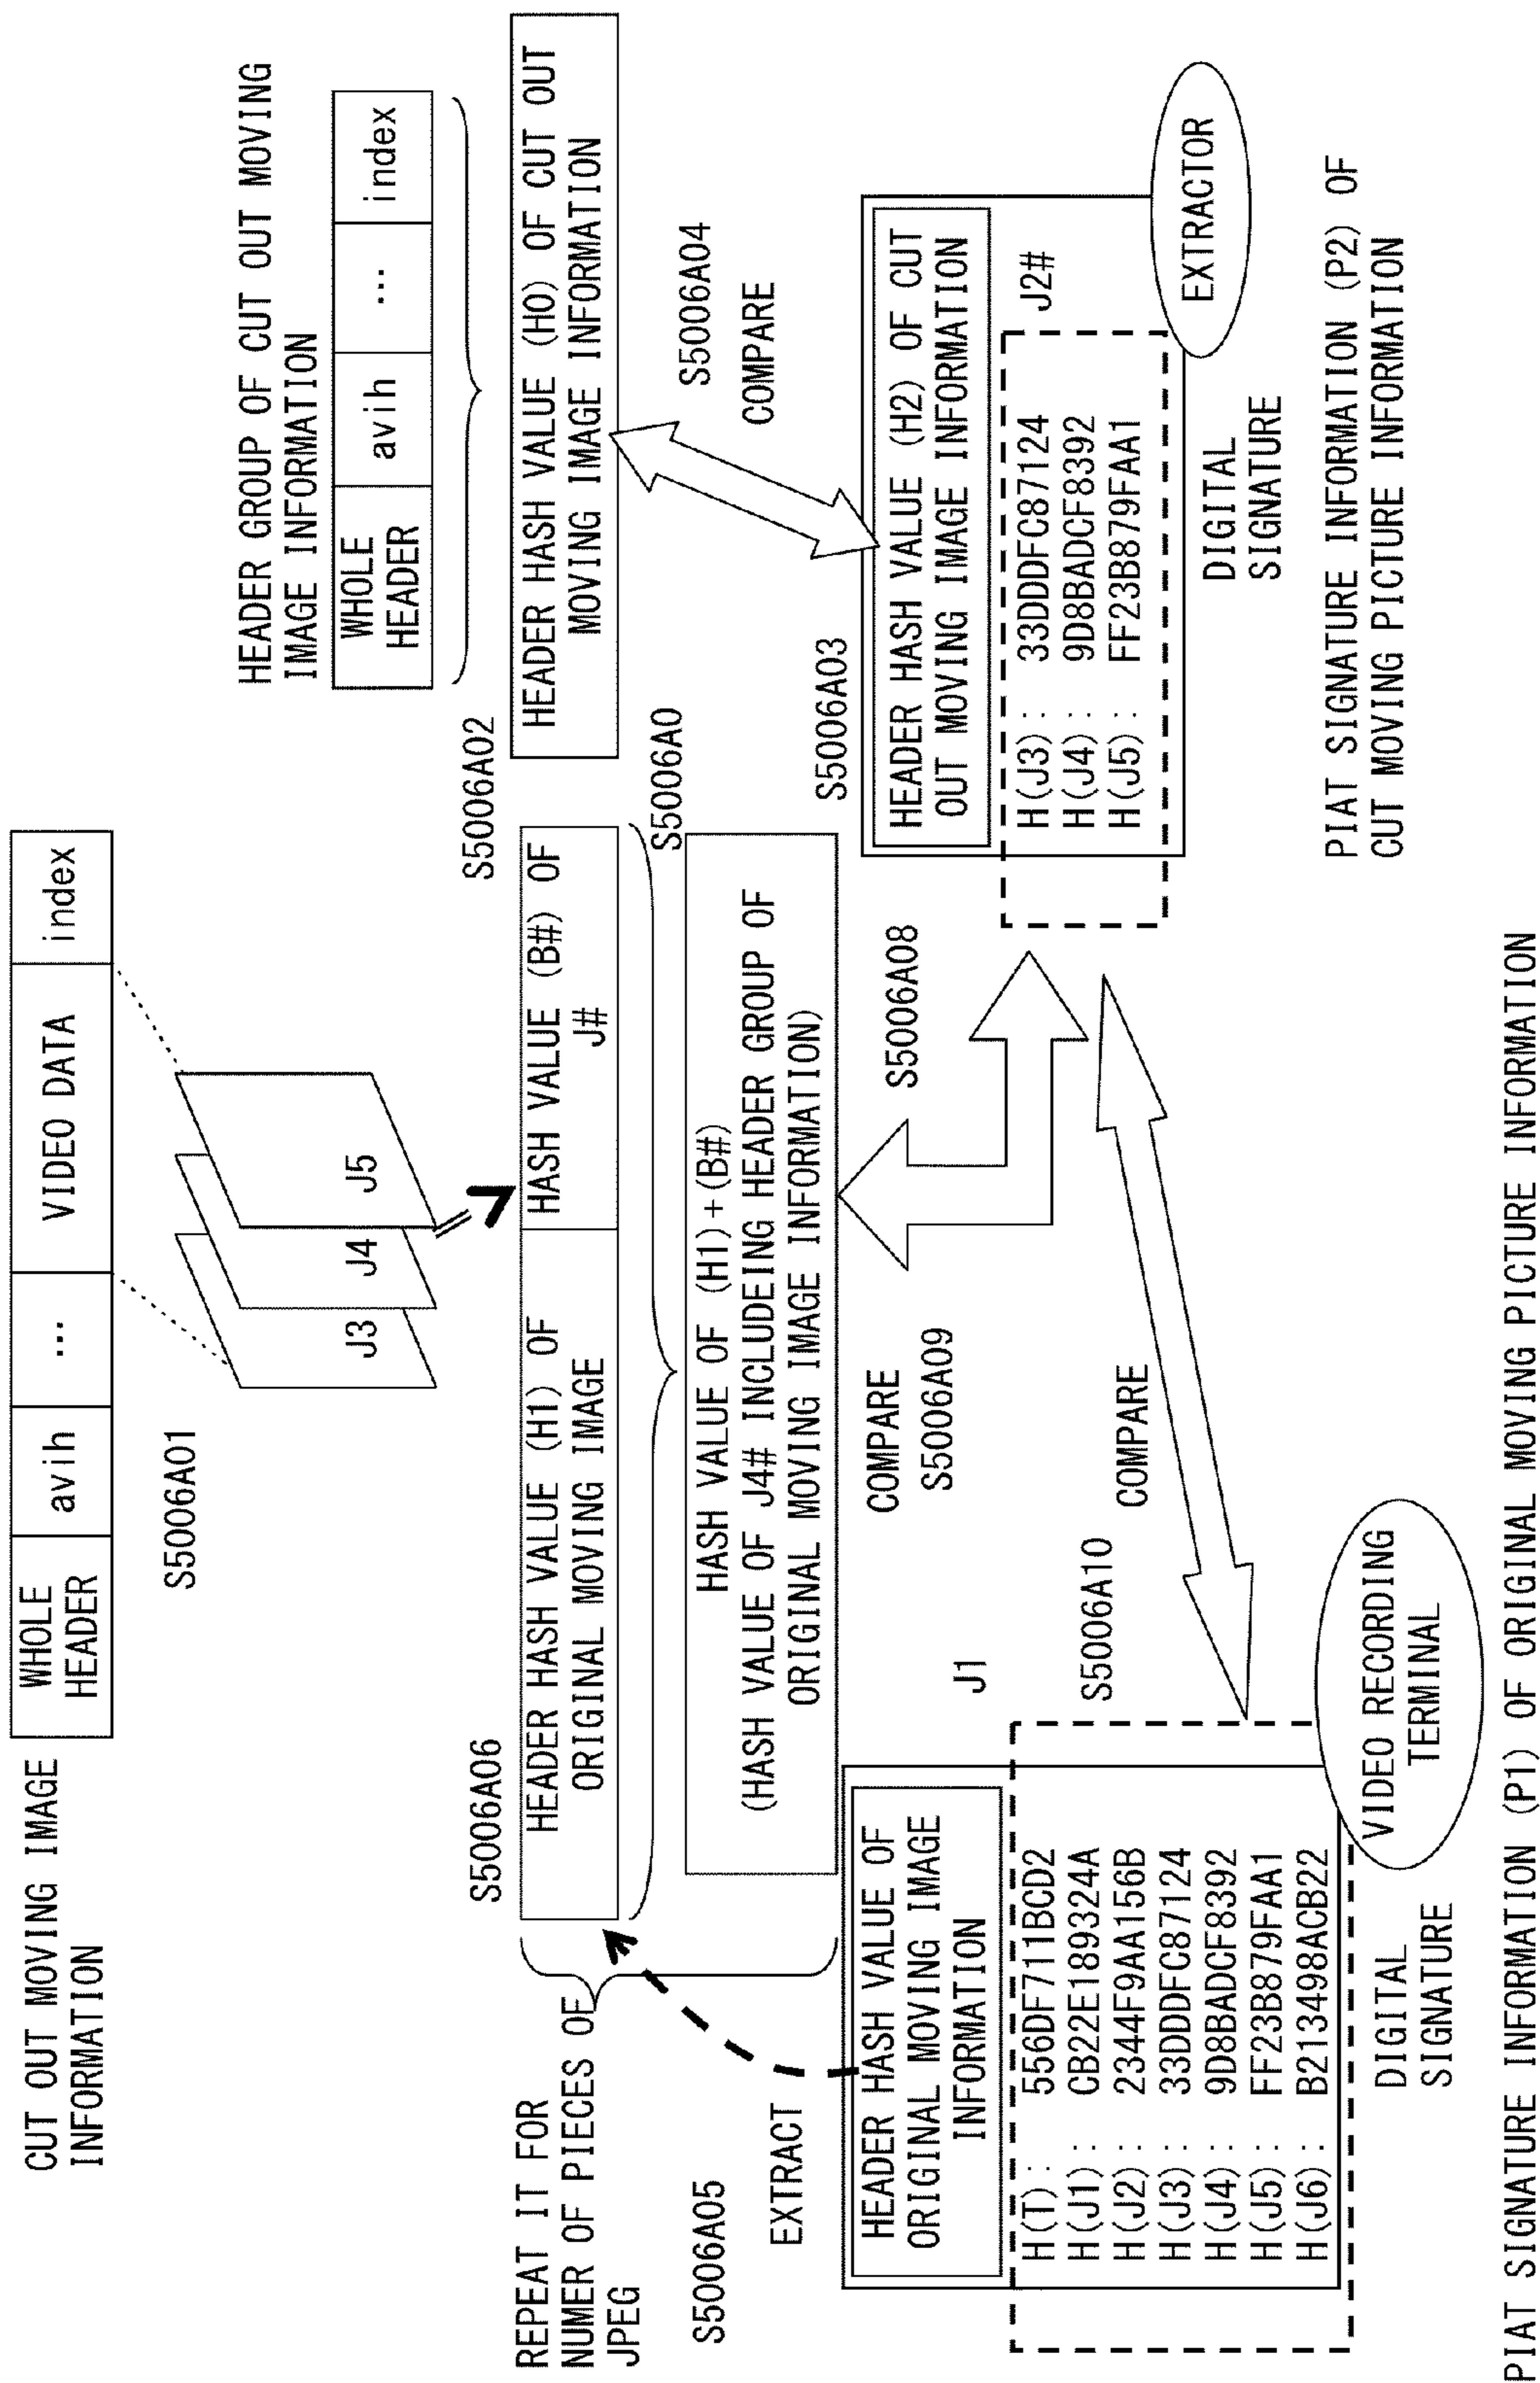 CUT OUT MOVING IMAGE
INFORMATION
WHOLE
HEADER
avih
...
VIDEO DATA
index
S5006A01
J3
J4
J5
HEADER GROUP OF CUT OUT MOVING
IMAGE INFORMATION
WHOLE
HEADER
avih
...
index
S5006A02
HEADER HASH VALUE (H0) OF CUT OUT
MOVING IMAGE INFORMATION
S5006A06
HEADER HASH VALUE (H1) OF
ORIGINAL MOVING IMAGE
HASH VALUE (B#) OF
J#
S5006A0
HASH VALUE OF (H1)+(B#)
(HASH VALUE OF J4# INCLUDEING HEADER GROUP OF
ORIGINAL MOVING IMAGE INFORMATION)
REPEAT IT FOR
NUMER OF PIECES OF
JPEG
S5006A05
EXTRACT
S5006A04
COMPARE
S5006A03
HEADER HASH VALUE (H2) OF CUT
OUT MOVING IMAGE INFORMATION
J2#
H(J3): 33DDDFC87124
H(J4): 9D8BADCF8392
H(J5): FF23B879FAA1
EXTRACTOR
DIGITAL
SIGNATURE
PIAT SIGNATURE INFORMATION (P2) OF
CUT MOVING PICTURE INFORMATION
S5006A08
COMPARE
S5006A09
COMPARE
S5006A10
J1
HEADER HASH VALUE OF
ORIGINAL MOVING IMAGE
INFORMATION
H(T): 556DF711BCD2
H(J1): CB22E189324A
H(J2): 2344F9AA156B
H(J3): 33DDDFC87124
H(J4): 9D8BADCF8392
H(J5): FF23B879FAA1
H(J6): B213498ACB22
VIDEO RECORDING
TERMINAL
DIGITAL
SIGNATURE
PIAT SIGNATURE INFORMATION (P1) OF ORIGINAL MOVING PICTURE INFORMATION